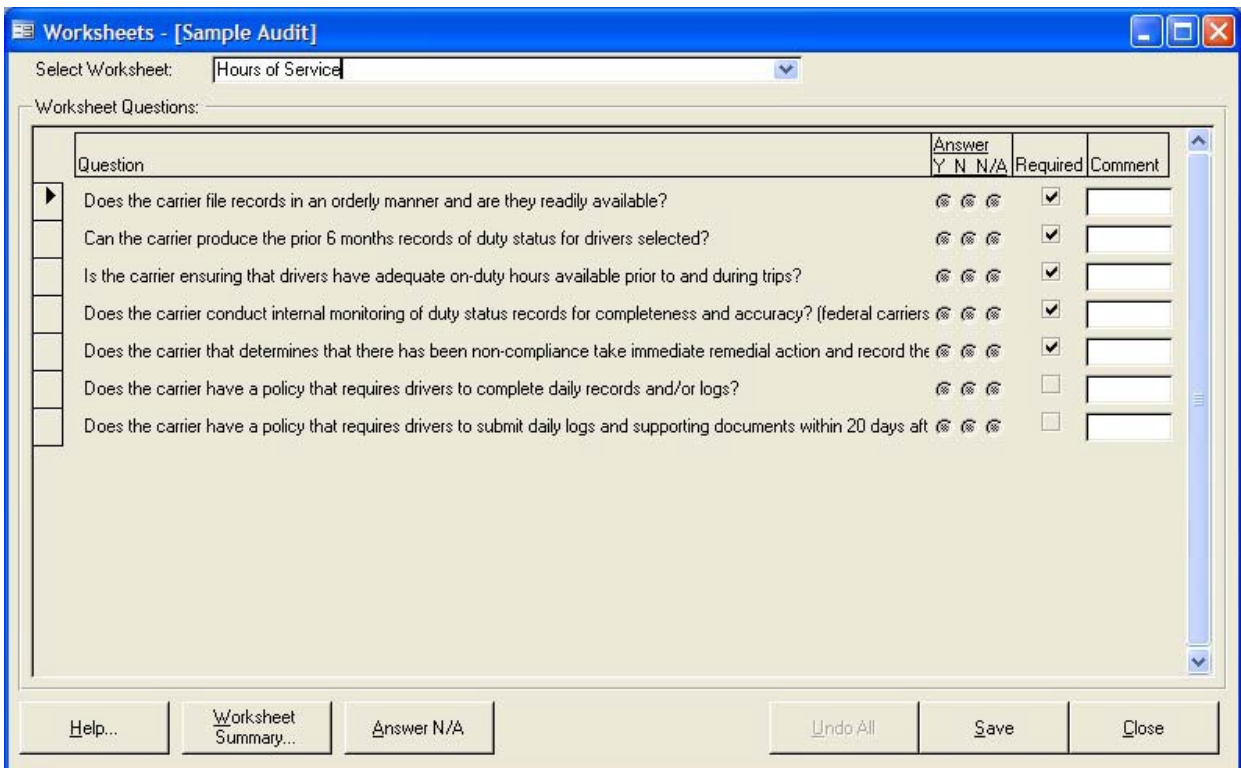 Worksheets - [Sample Audit]
Select Worksheet: Hours of Service
Worksheet Questions:
Answer
Question Y N N/A Required Comment
Does the carrier file records in an orderly manner and are they readily available?
Can the carrier produce the prior 6 months records of duty status for drivers selected?
Is the carrier ensuring that drivers have adequate on-duty hours available prior to and during trips?
Does the carrier conduct internal monitoring of duty status records for completeness and accuracy? (federal carriers
Does the carrier that determines that there has been non-compliance take immediate remedial action and record the
Does the carrier have a policy that requires drivers to complete daily records and/or logs?
Does the carrier have a policy that requires drivers to submit daily logs and supporting documents within 20 days aft
Help... Worksheet Summary... Answer N/A Undo All Save Close